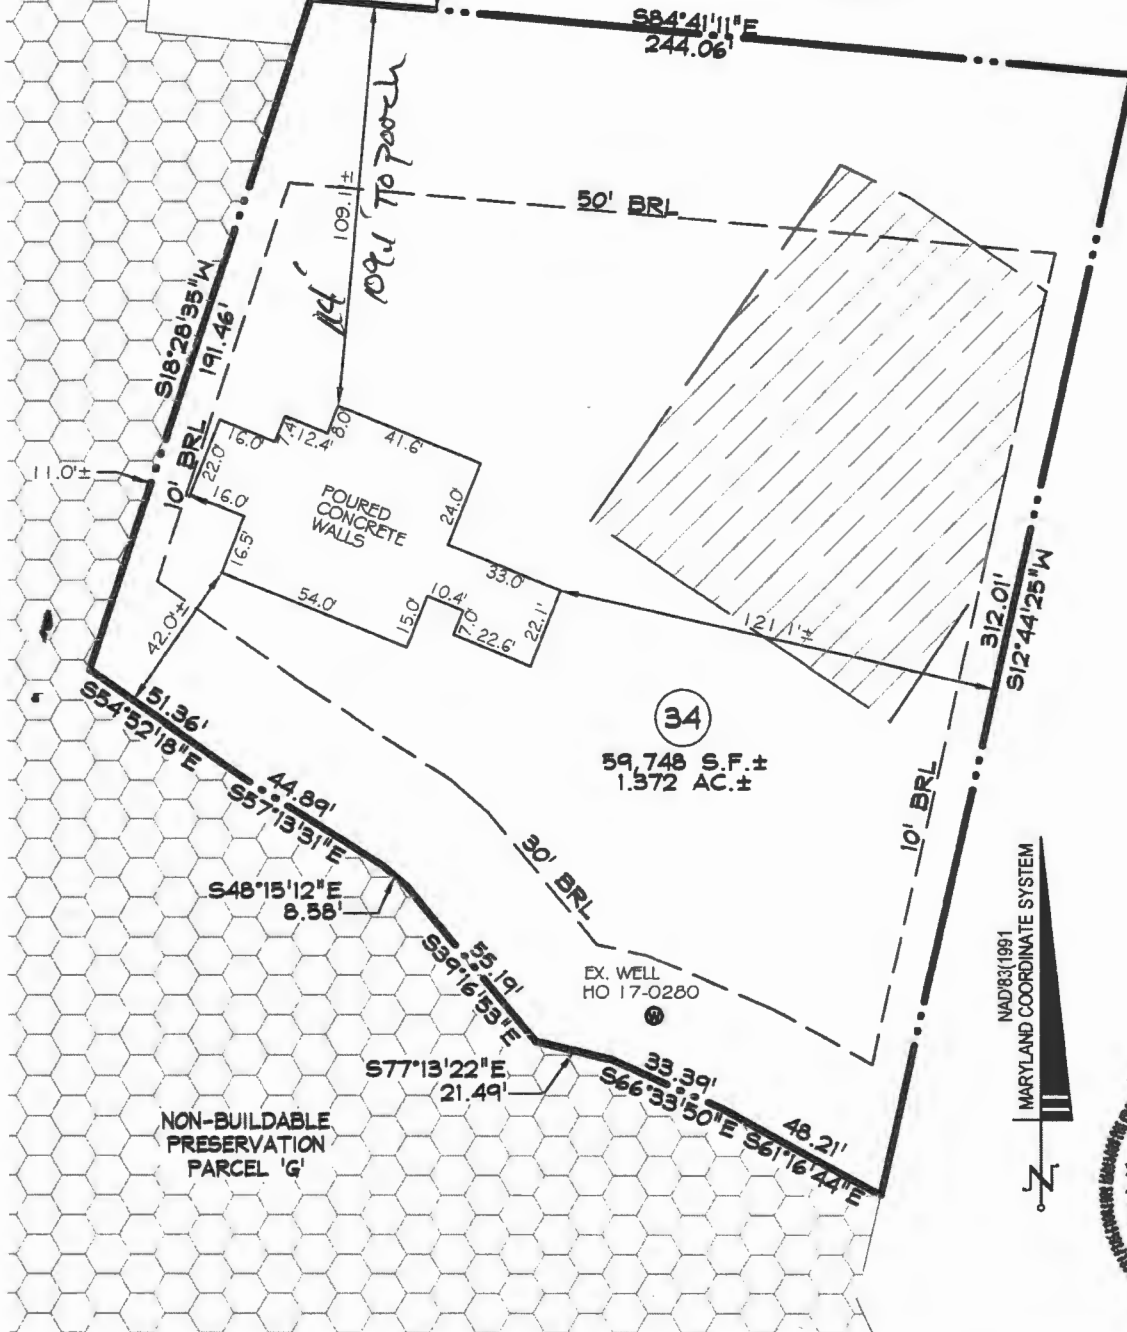 S84°41'11"E
244.06'
109.1'±
114'
109.1' TO porch
50' BRL
S18°28'35"W
191.46'
10' BRL
11.0'±
16.0'
7.4'
12.4'
8.0'
41.6'
22.0'
16.0'
16.5'
POURED
CONCRETE
WALLS
24.0'
33.0'
54.0'
15.0'
10.4'
7.0'
22.6'
22.1'
121.1'±
42.0'±
312.01'
S12°44'25"W
34
59,748 S.F.±
1.372 AC.±
51.36'
S54°52'18"E
44.89'
S57°13'31"E
S48°15'12"E
8.58'
30' BRL
10' BRL
55.19'
S39°16'53"E
EX. WELL
HO 17-0280
S77°13'22"E
21.49'
33.39'
S66°33'50"E
48.21'
S61°16'44"E
NON-BUILDABLE
PRESERVATION
PARCEL 'G'
NAD'83(1991
MARYLAND COORDINATE SYSTEM
N